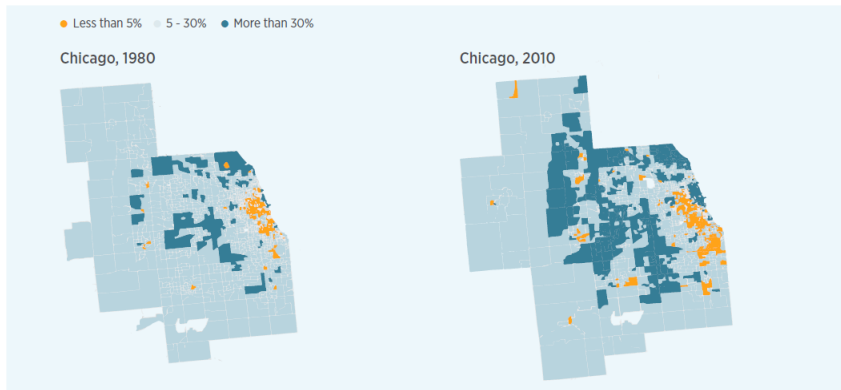 Less than 5% 5 - 30% More than 30%
Chicago, 1980 Chicago, 2010